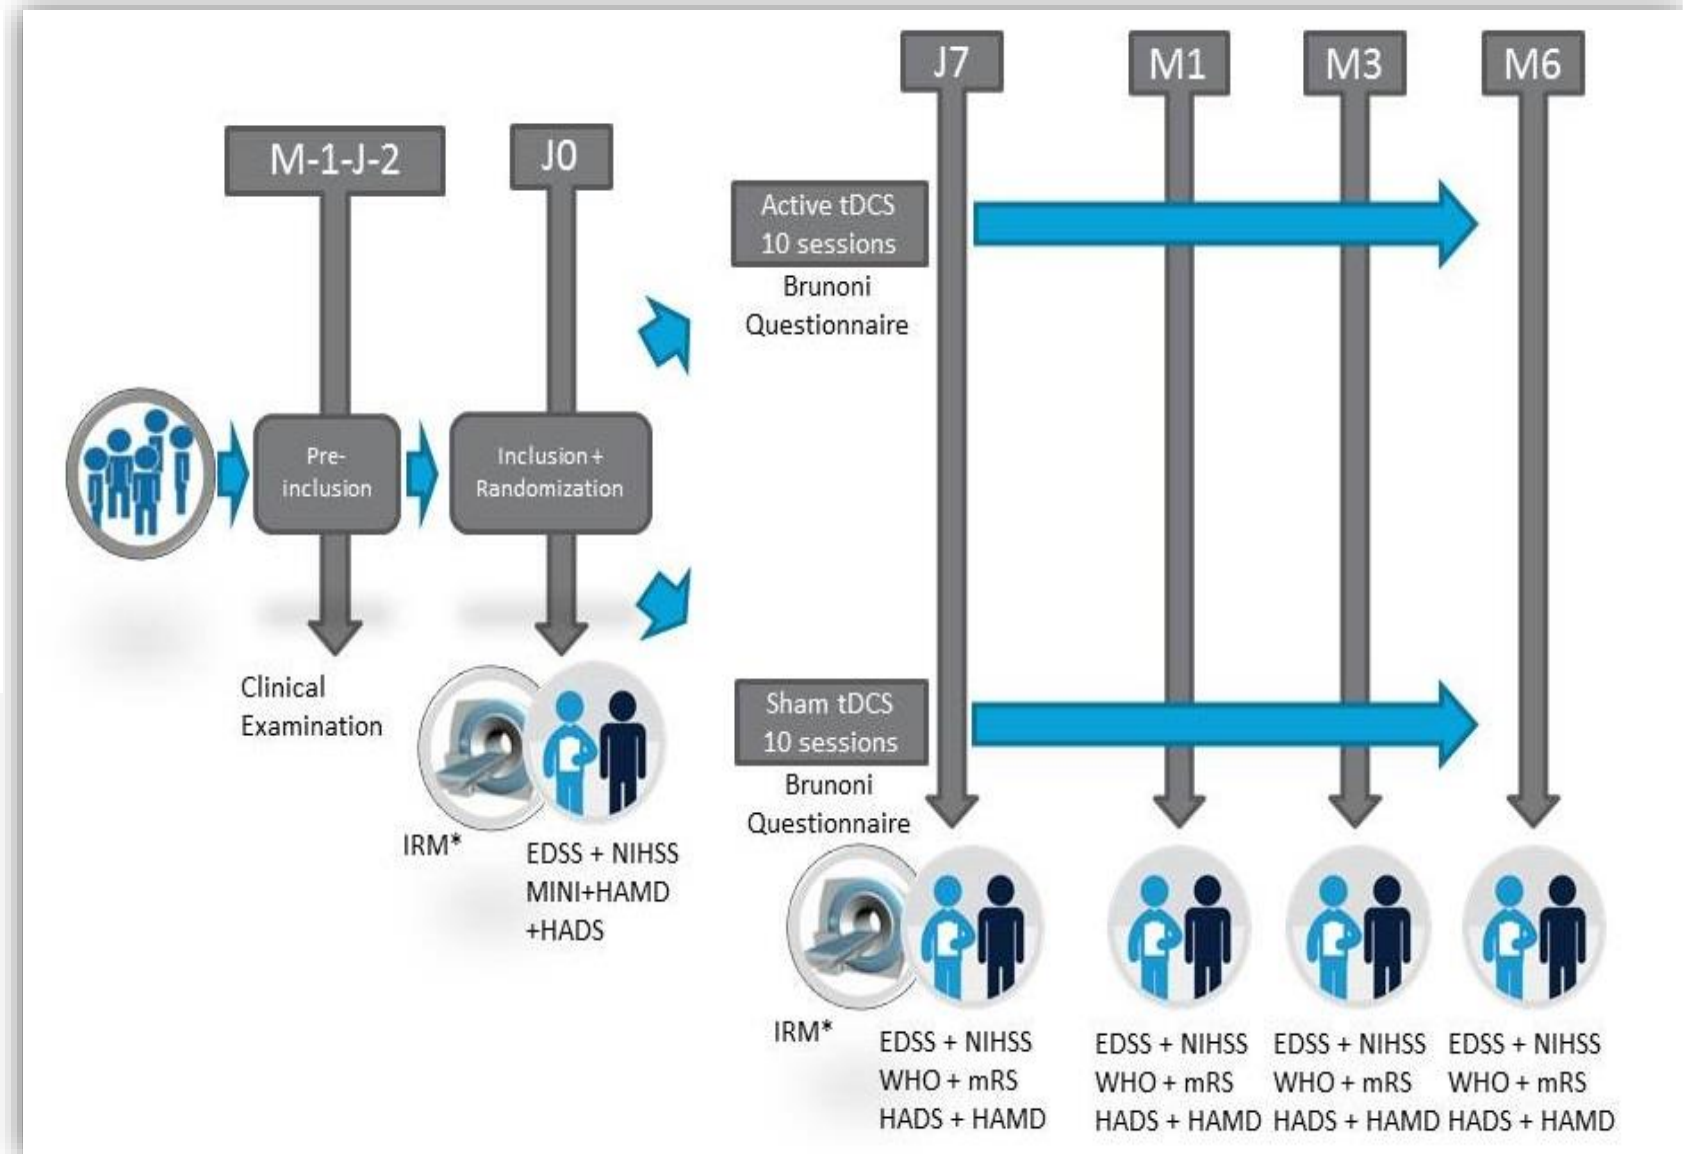 J7
M1
M3
M6
M-1-J-2
J0
Active tDCS
10 sessions
Brunoni
Questionnaire
Pre-
inclusion
Inclusion +
Randomization
Clinical
Examination
Sham tDCS
10 sessions
Brunoni
Questionnaire
IRM*
EDSS + NIHSS
MINI+HAMD
+HADS
IRM*
EDSS + NIHSS
WHO + mRS
HADS + HAMD
EDSS + NIHSS
WHO + mRS
HADS + HAMD
EDSS + NIHSS
WHO + mRS
HADS + HAMD
EDSS + NIHSS
WHO + mRS
HADS + HAMD